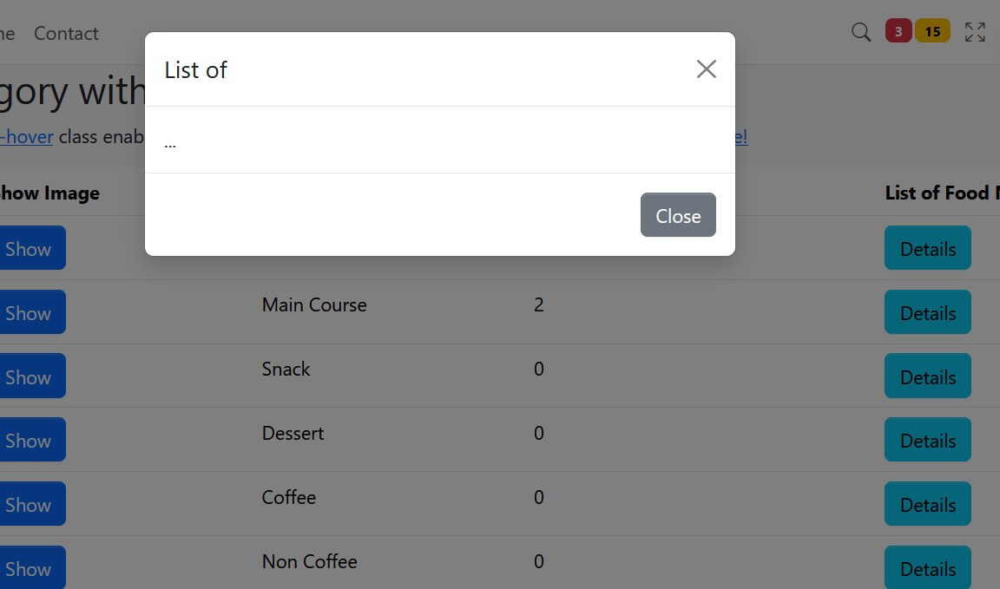 ne Contact 3 15
List of
gory with
-hover class enab e!
...
Show Image List of Food
Close
Show Details
Show Main Course 2 Details
Show Snack 0 Details
Show Dessert 0 Details
Show Coffee 0 Details
Show Non Coffee 0 Details